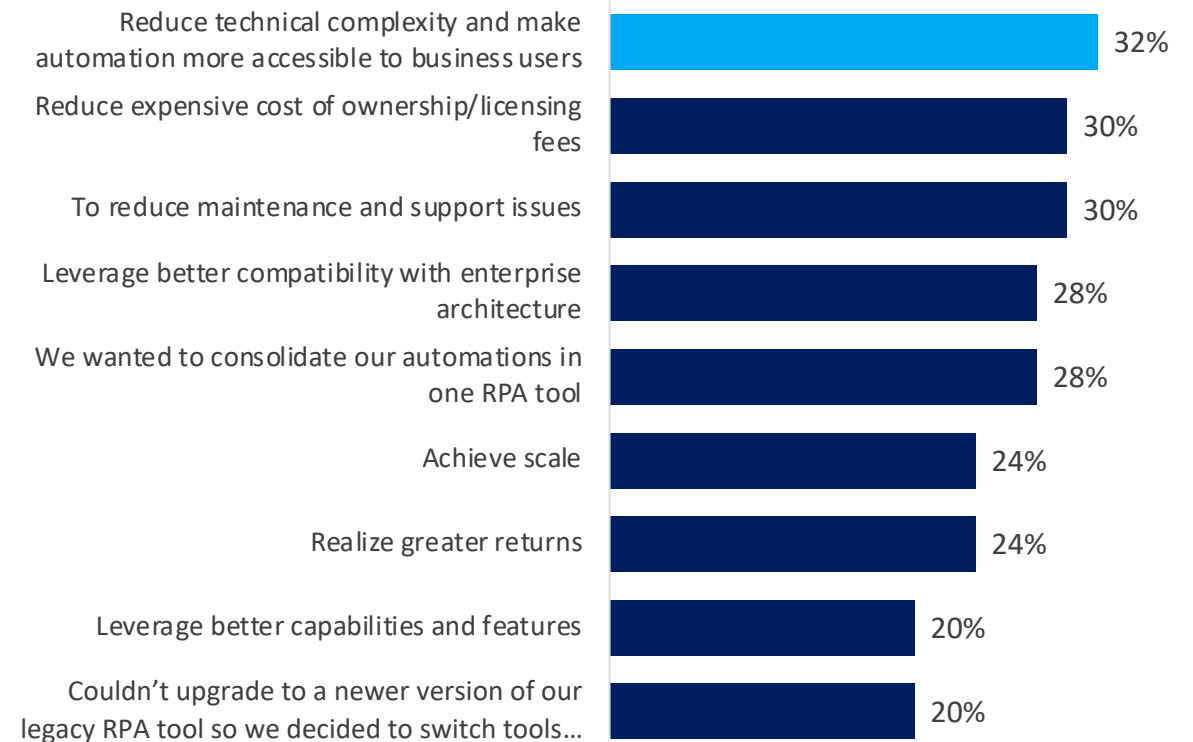 Reduce technical complexity and make
automation more accessible to business users
32%
Reduce expensive cost of ownership/licensing
fees
30%
To reduce maintenance and support issues
30%
Leverage better compatibility with enterprise
architecture
28%
We wanted to consolidate our automations in
one RPA tool
28%
Achieve scale
24%
Realize greater returns
24%
Leverage better capabilities and features
20%
Couldn’t upgrade to a newer version of our
legacy RPA tool so we decided to switch tools…
20%